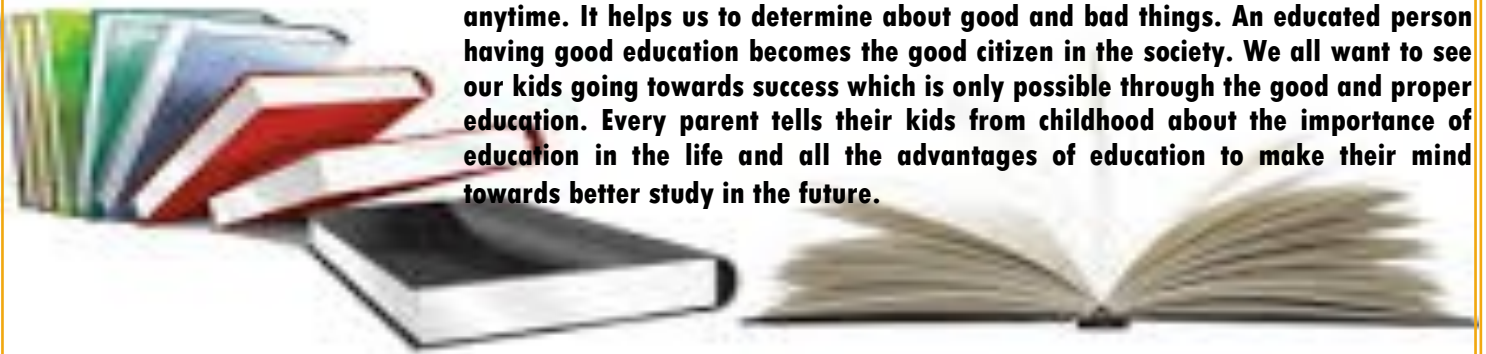 anytime. It helps us to determine about good and bad things. An educated person
having good education becomes the good citizen in the society. We all want to see
our kids going towards success which is only possible through the good and proper
education. Every parent tells their kids from childhood about the importance of
education in the life and all the advantages of education to make their mind
towards better study in the future.